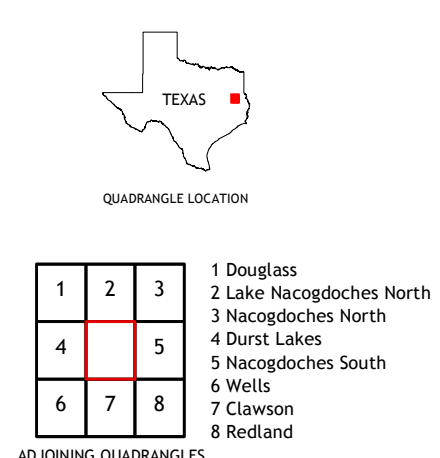 TEXAS
QUADRANGLE LOCATION
1 2 3
4 5
6 7 8
1 Douglass
2 Lake Nacogdoches North
3 Nacogdoches North
4 Durst Lakes
5 Nacogdoches South
6 Wells
7 Clawson
8 Redland
ADJOINING QUADRANGLES